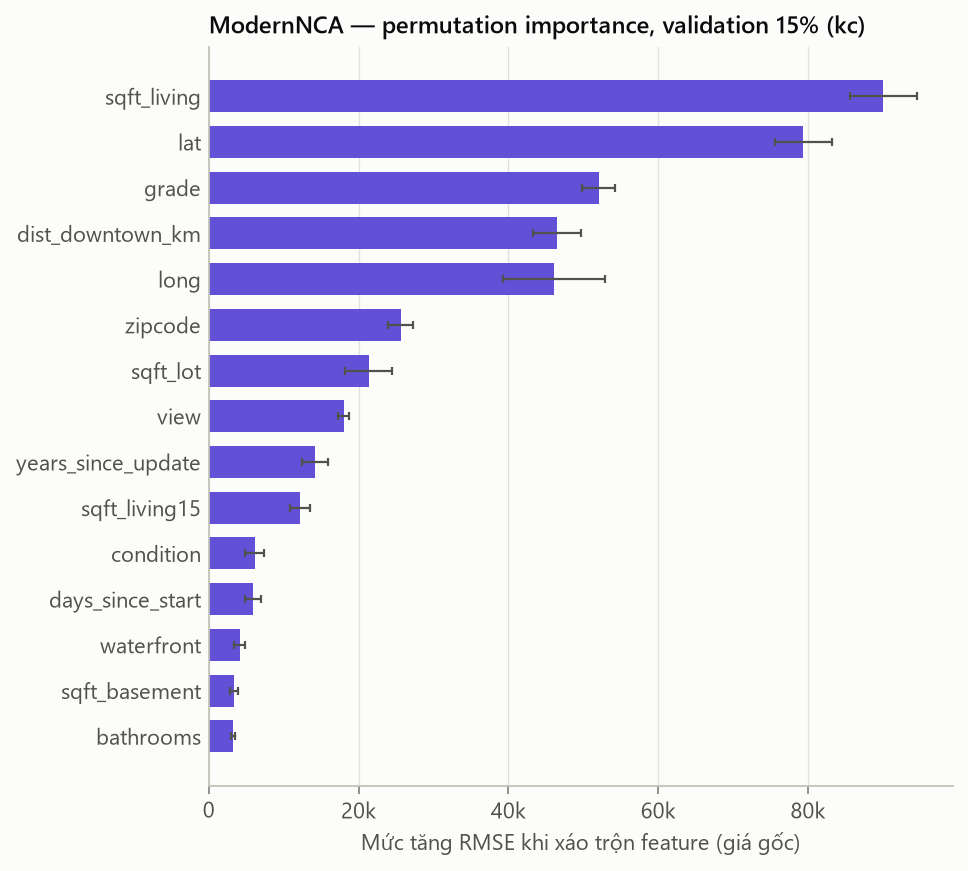 ModernNCA — permutation importance, validation 15% (kc)
sqft_living
lat
grade
dist_downtown_km
long
zipcode
sqft_lot
view
years_since_update
sqft_living15
condition
days_since_start
waterfront
sqft_basement
bathrooms
0 20k 40k 60k 80k
Mức tăng RMSE khi xáo trộn feature (giá gốc)